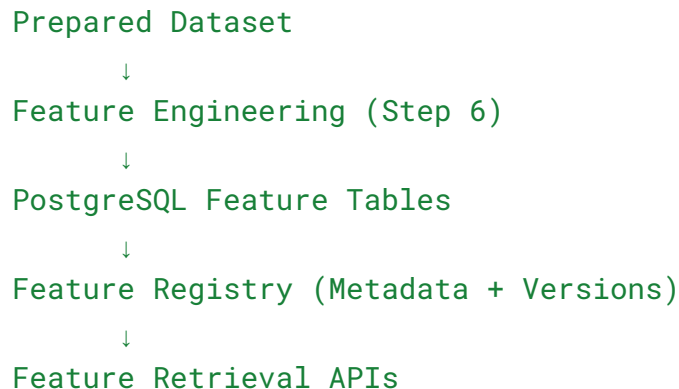 Prepared Dataset
↓
Feature Engineering (Step 6)
↓
PostgreSQL Feature Tables
↓
Feature Registry (Metadata + Versions)
↓
Feature Retrieval APIs